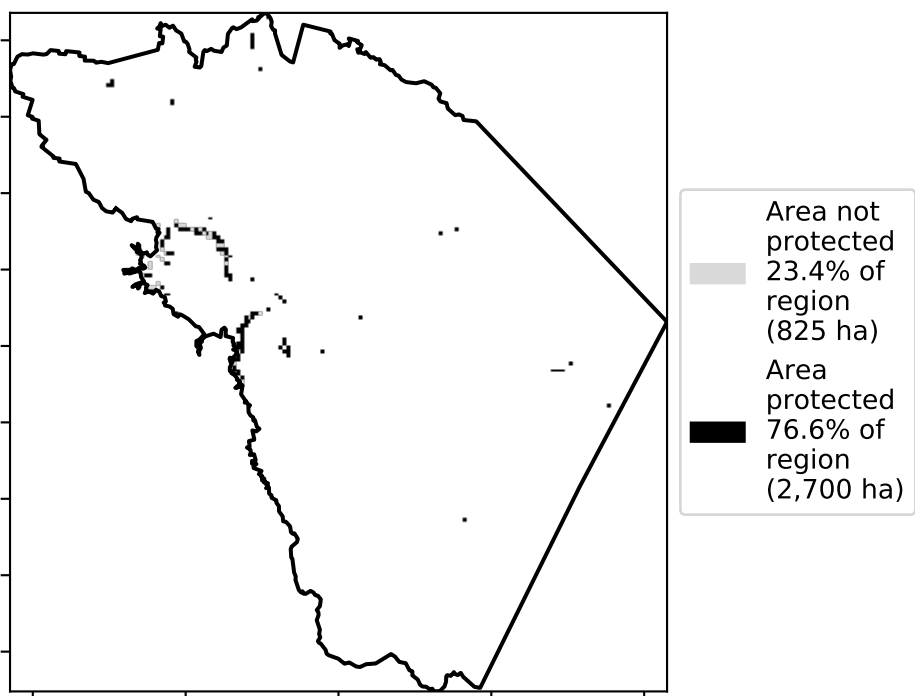 Area not
protected
23.4% of
region
(825 ha)
Area
protected
76.6% of
region
(2,700 ha)